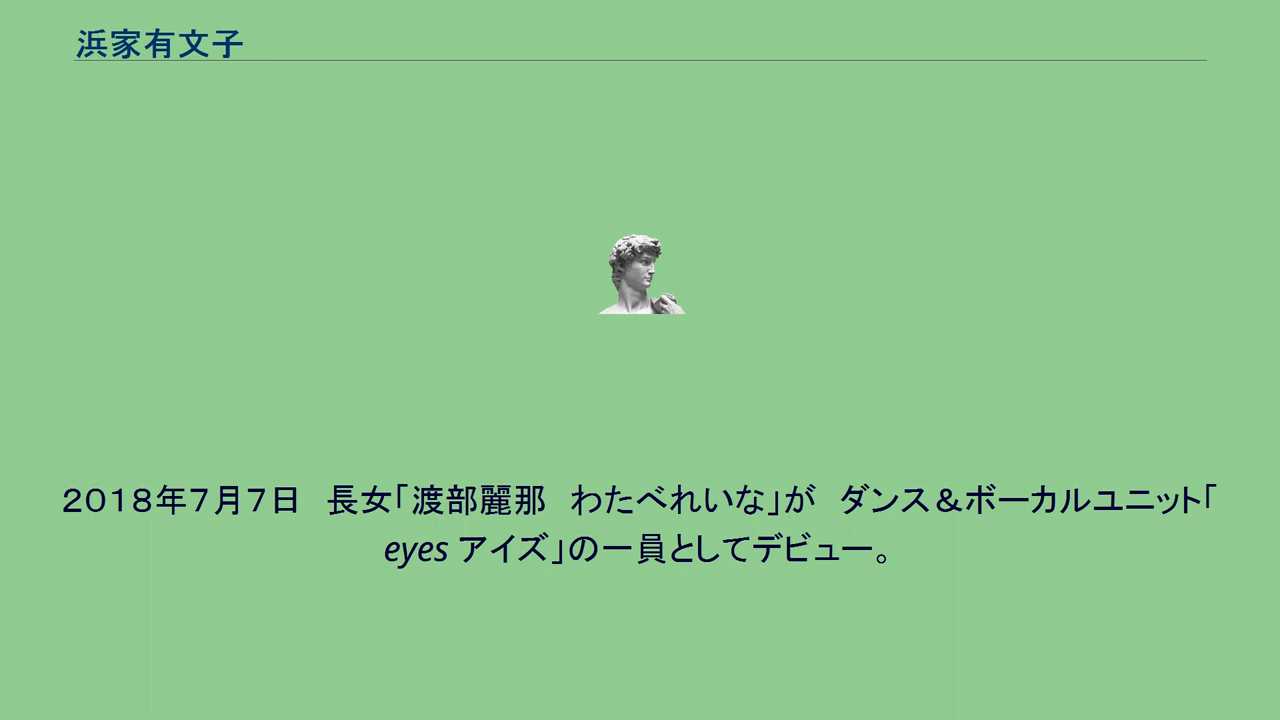 浜家有文子
２０１８年７月７日　長女「渡部麗那　わたべれいな」が　ダンス＆ボーカルユニット「
eyes アイズ」の一員としてデビュー。